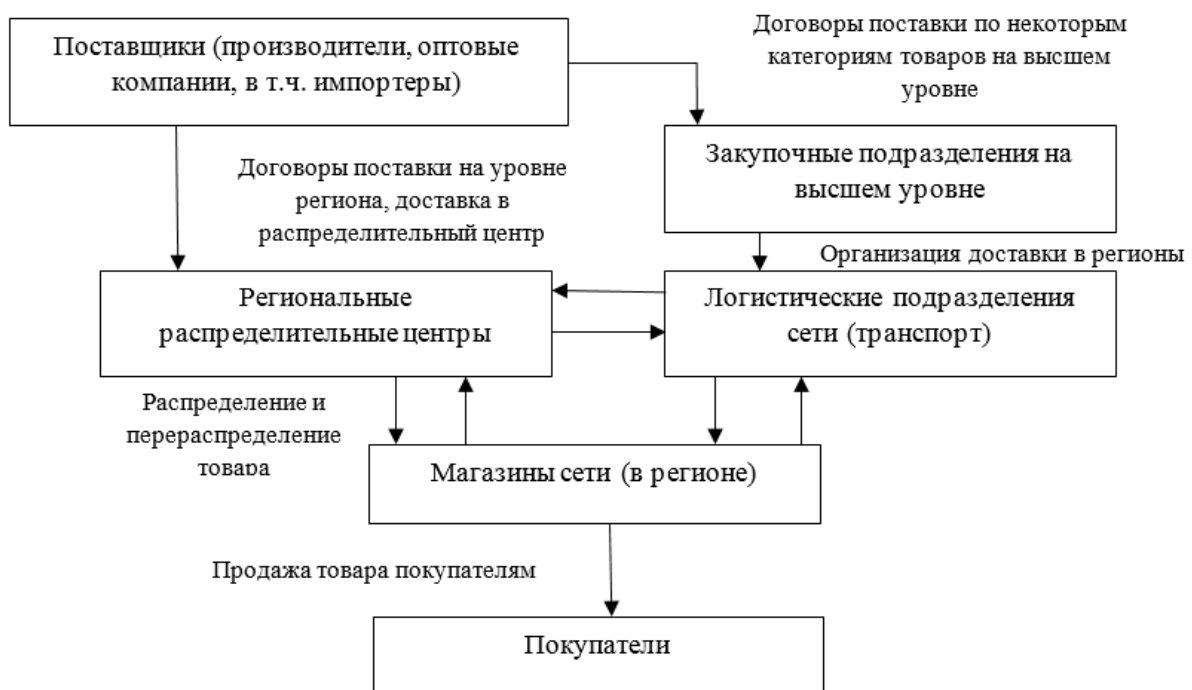 Поставщики (производители, оптовые
компании, в т.ч. импортеры)
Договоры поставки по некоторым
категориям товаров на высшем
уровне
Закупочные подразделения на
высшем уровне
Договоры поставки на уровне
региона, доставка в
распределительный центр
Организация доставки в регионы
Региональные
распределительные центры
Логистические подразделения
сети (транспорт)
Распределение и
перераспределение
товара
Магазины сети (в регионе)
Продажа товара покупателям
Покупатели